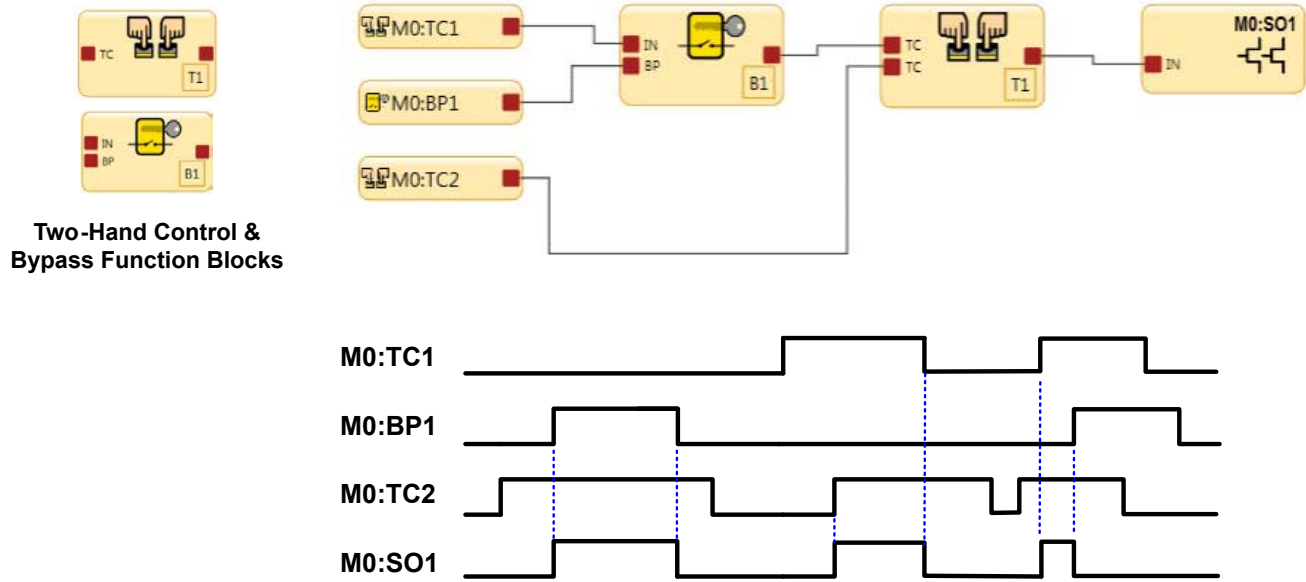 TC
T1
IN
BP
B1
Two-Hand Control &
Bypass Function Blocks
M0:TC1
M0:BP1
M0:TC2
IN
BP
B1
TC
TC
T1
M0:SO1
IN
M0:TC1
M0:BP1
M0:TC2
M0:SO1